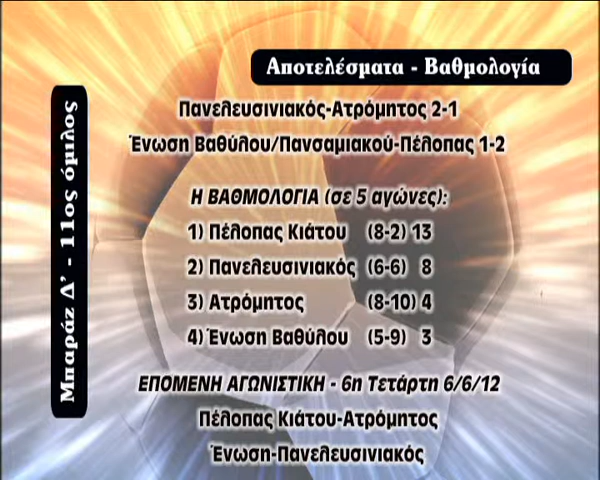 Αποτελέσματα - Βαθμολογία
Μπαράζ Δ' - 11ος όμιλος
Πανελευσινιακός-Ατρόμητος 2-1
Ένωση Βαθύλου/Πανσαμιακού-Πέλοπας 1-2
Η ΒΑΘΜΟΛΟΓΙΑ (σε 5 αγώνες):
1) Πέλοπας Κιάτου (8-2) 13
2) Πανελευσινιακός (6-6) 8
3) Ατρόμητος (8-10) 4
4) Ένωση Βαθύλου (5-9) 3
ΕΠΟΜΕΝΗ ΑΓΩΝΙΣΤΙΚΗ - 6η Τετάρτη 6/6/12
Πέλοπας Κιάτου-Ατρόμητος
Ένωση-Πανελευσινιακός